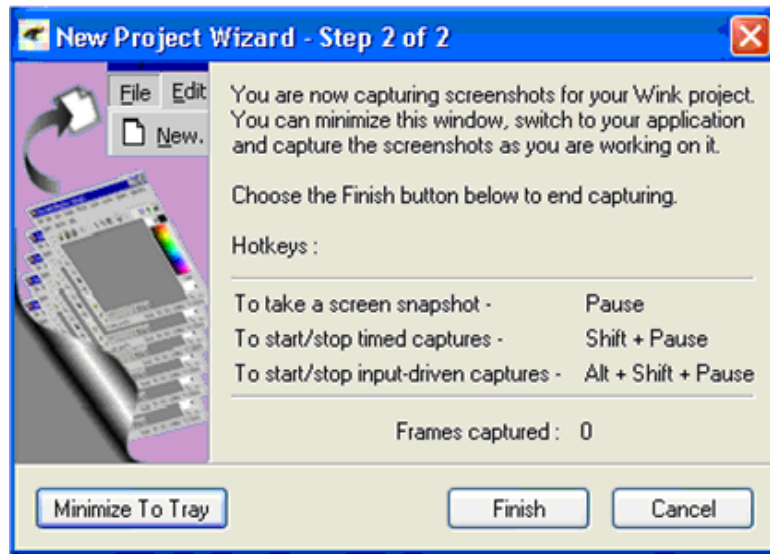 New Project Wizard - Step 2 of 2
File Edit
New.
You are now capturing screenshots for your Wink project.
You can minimize this window, switch to your application
and capture the screenshots as you are working on it.
Choose the Finish button below to end capturing.
Hotkeys :
To take a screen snapshot - Pause
To start/stop timed captures - Shift + Pause
To start/stop input-driven captures - Alt + Shift + Pause
Frames captured : 0
Minimize To Tray Finish Cancel